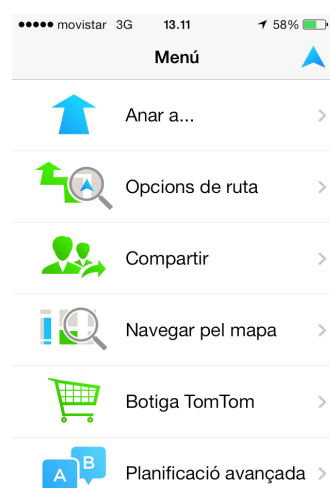 movistar 3G 13.11 58%
Menú
Anar a...
Opcions de ruta
Compartir
Navegar pel mapa
Botiga TomTom
A B
Planificació avançada